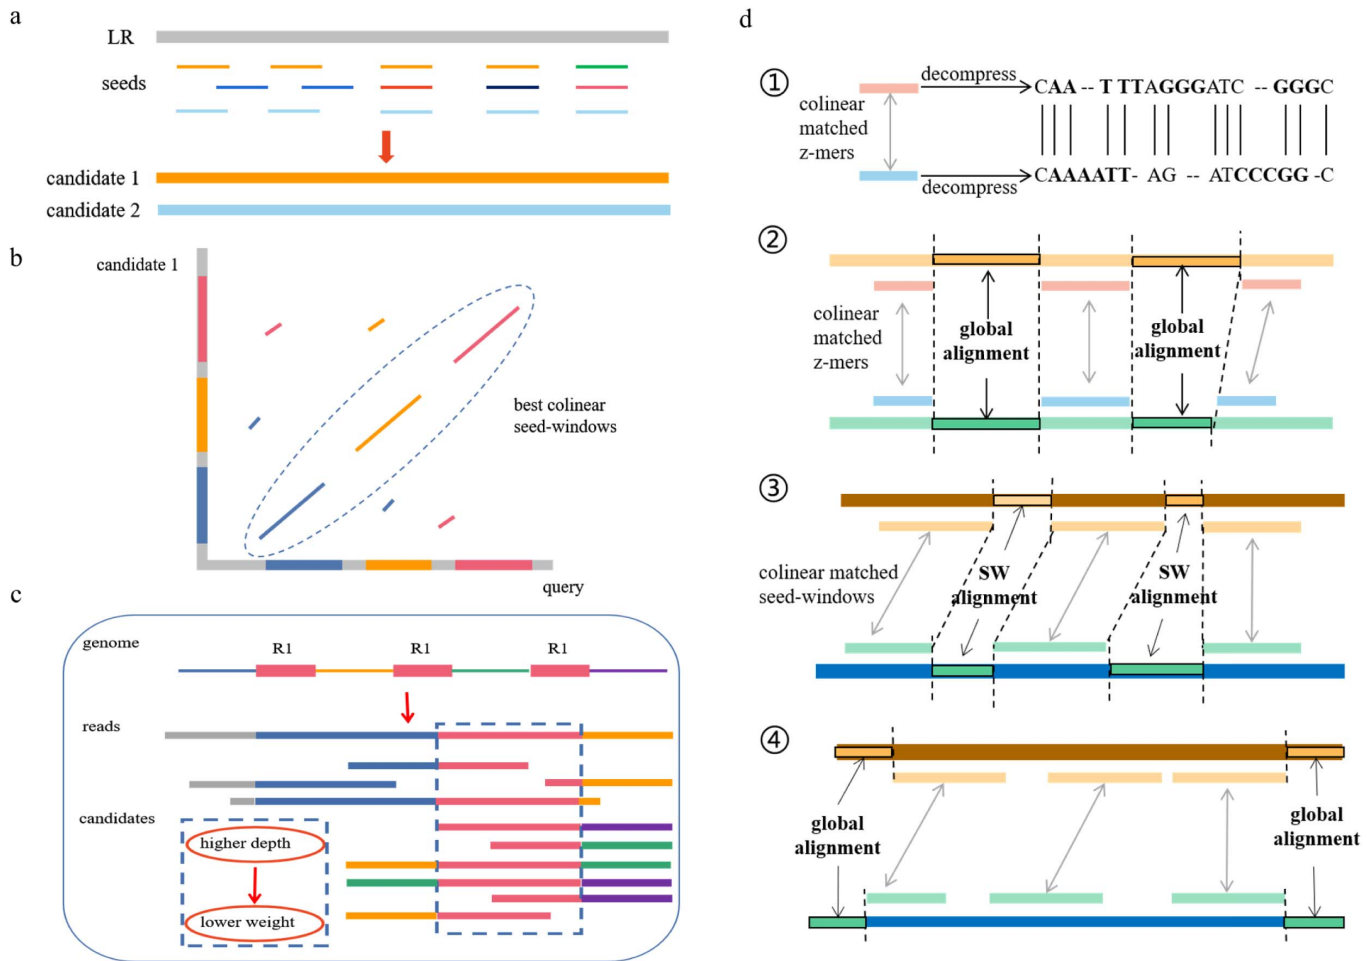 a
LR
seeds
candidate 1
candidate 2
b
candidate 1
best colinear
seed-windows
query
c
genome
R1 R1 R1
reads
candidates
higher depth
lower weight
d
①
decompress
CAA -- TTTAGGGATC -- GGGC
colinear
matched
z-mers
decompress
CAAAATT- AG -- ATCCCGG -C
②
colinear
matched
z-mers
global
alignment
global
alignment
③
colinear matched
seed-windows
SW
alignment
SW
alignment
④
global
alignment
global
alignment